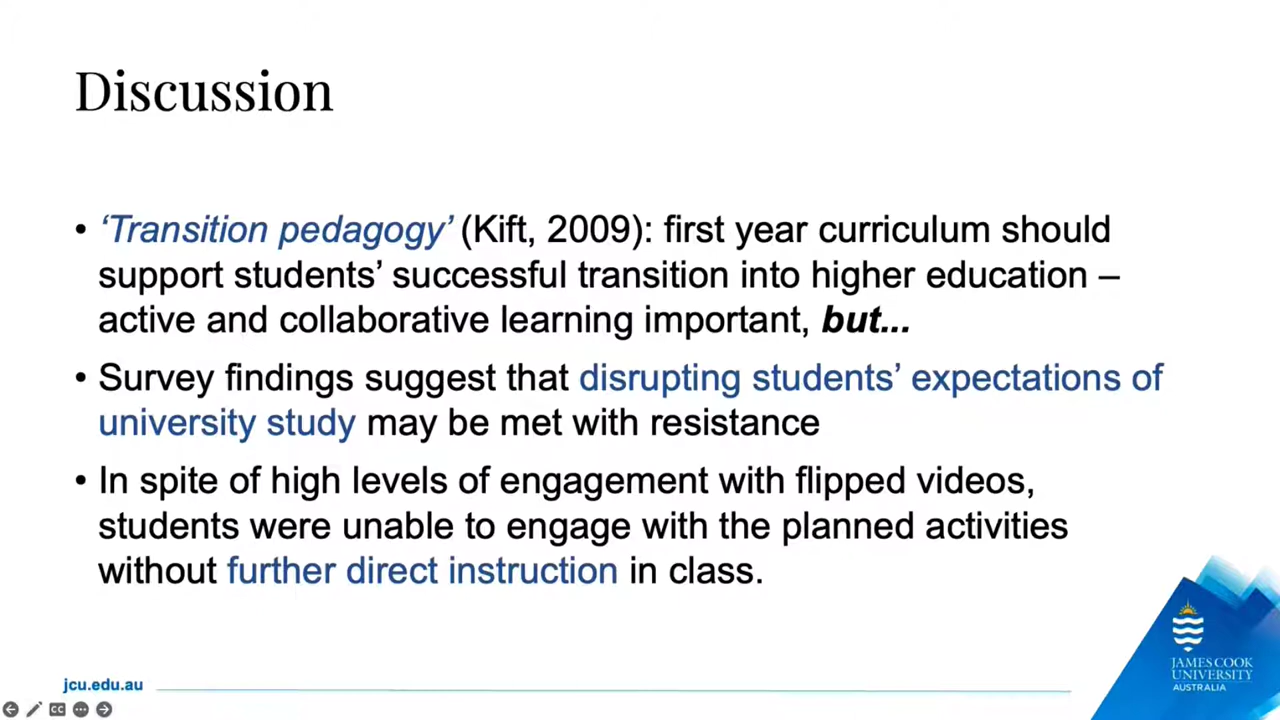 Discussion
• ‘Transition pedagogy’ (Kift, 2009): first year curriculum should
support students’ successful transition into higher education –
active and collaborative learning important, but...
• Survey findings suggest that disrupting students’ expectations of
university study may be met with resistance
• In spite of high levels of engagement with flipped videos,
students were unable to engage with the planned activities
without further direct instruction in class.
JAMES COOK
UNIVERSITY
AUSTRALIA
jcu.edu.au
CC